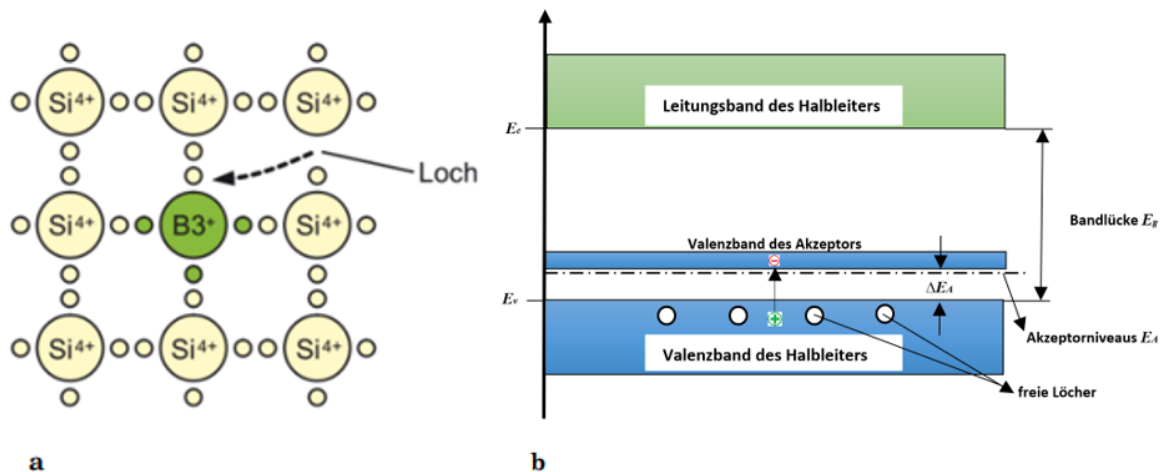 Si4+ Si4+ Si4+
Loch
Si4+ B3+ Si4+
Si4+ Si4+ Si4+
a
Leitungsband des Halbleiters
Ec
Bandlücke Eg
Valenzband des Akzeptors
ΔEA
Ev
Akzeptorniveaus EA
Valenzband des Halbleiters
freie Löcher
b